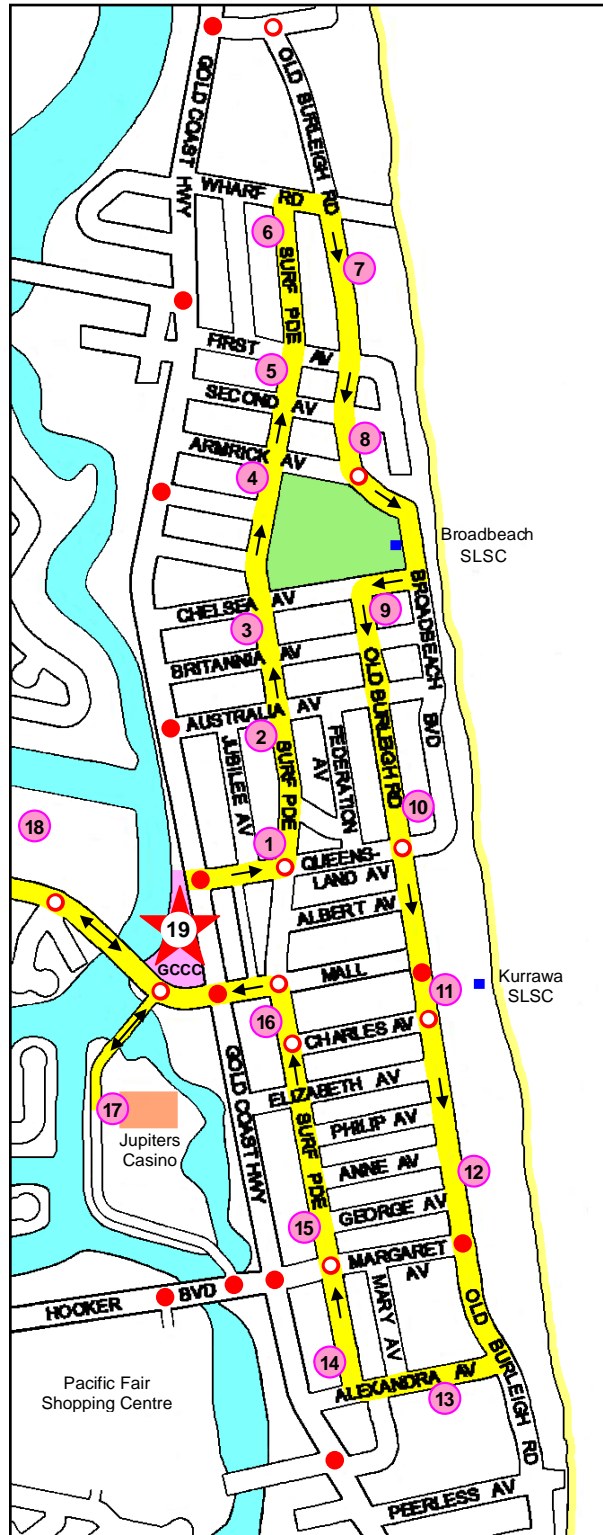 GOLD COAST HWY
OLD BURLEIGH RD
WHARF RD
6
7
SURF PDE
FIRST AV
5
SECOND AV
8
ARMRICK AV
4
Broadbeach
SLSC
CHELSEA AV
9
3
BROADBEACH BVD
BRITANNIA AV
OLD BURLEIGH RD
AUSTRALIA AV
2
JUBILEE AV
SURF PDE
FEDERATION
AV
10
18
1
QUEENS-
LAND AV
ALBERT AV
19
GCCC
MALL
11
Kurrawa
SLSC
16
CHARLES AV
GOLD COAST HWY
ELIZABETH AV
17
Jupiters
Casino
SURF PDE
PHILIP AV
ANNIE AV
12
GEORGE AV
15
MARGARET
AV
HOOKER BVD
MARY AV
OLD BURLEIGH RD
14
ALEXANDRA AV
13
Pacific Fair
Shopping Centre
PEERLESS AV